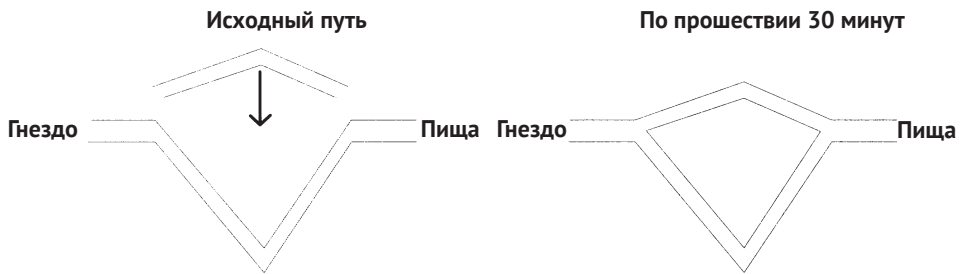 Исходный путь
По прошествии 30 минут
Гнездо
Пища
Гнездо
Пища